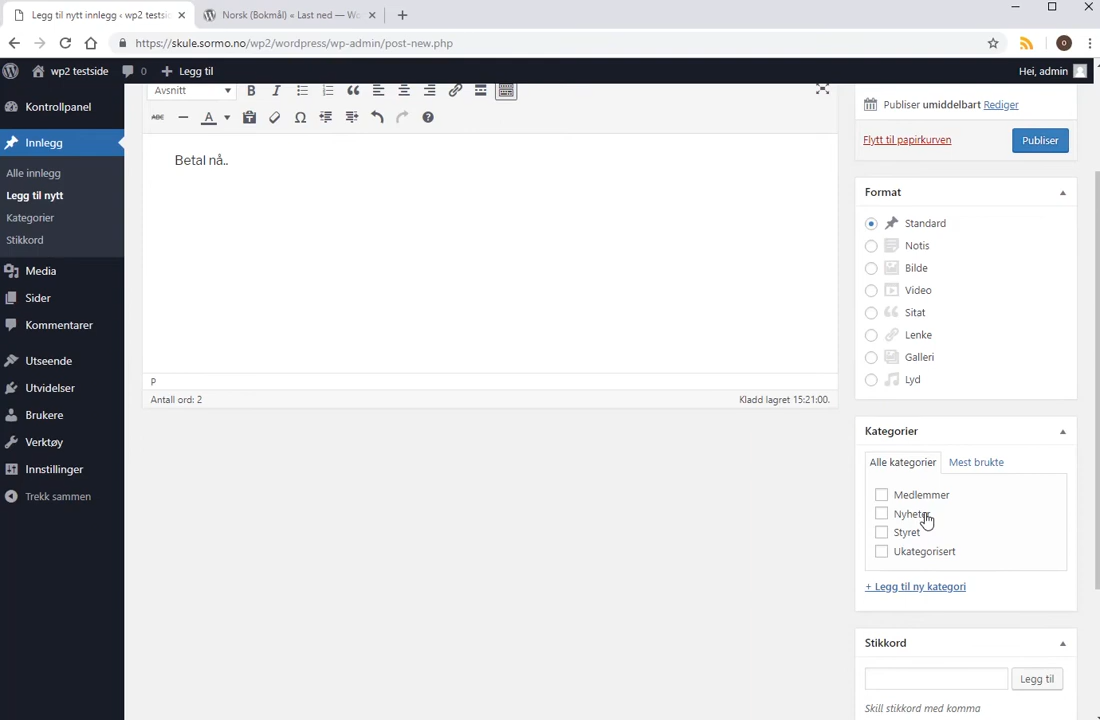 Legg til nytt innlegg ‹ wp2 testsi
Norsk (Bokmål) « Last ned — Wo
https://skule.sormo.no/wp2/wordpress/wp-admin/post-new.php
wp2 testside
0
Legg til
Hei, admin
Kontrollpanel
Innlegg
Alle innlegg
Legg til nytt
Kategorier
Stikkord
Media
Sider
Kommentarer
Utseende
Utvidelser
Brukere
Verktøy
Innstillinger
Trekk sammen
Avsnitt
B
I
ABC
A
Ω
Betal nå..
P
Antall ord: 2
Kladd lagret 15:21:00.
Publiser umiddelbart Rediger
Flytt til papirkurven
Publiser
Format
Standard
Notis
Bilde
Video
Sitat
Lenke
Galleri
Lyd
Kategorier
Alle kategorier
Mest brukte
Medlemmer
Nyheter
Styret
Ukategorisert
+ Legg til ny kategori
Stikkord
Legg til
Skill stikkord med komma